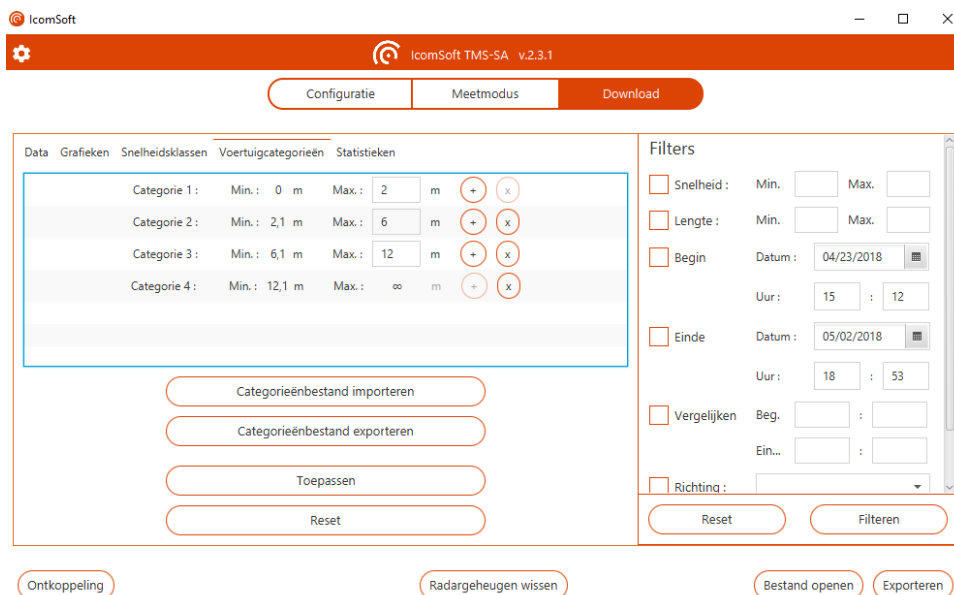 IcomSoft
IcomSoft TMS-SA v.2.3.1
Configuratie Meetmodus Download
Data Grafieken Snelheidsklassen Voertuigcategorieën Statistieken
Categorie 1 : Min. : 0 m Max. : 2 m + x
Categorie 2 : Min. : 2,1 m Max. : 6 m + x
Categorie 3 : Min. : 6,1 m Max. : 12 m + x
Categorie 4 : Min. : 12,1 m Max. : ∞ m + x
Categorieënbestand importeren
Categorieënbestand exporteren
Toepassen
Reset
Filters
Snelheid : Min. Max.
Lengte : Min. Max.
Begin Datum : 04/23/2018
Uur : 15 : 12
Einde Datum : 05/02/2018
Uur : 18 : 53
Vergelijken Beg. :
Ein... :
Richting :
Reset Filteren
Ontkoppeling Radargeheugen wissen Bestand openen Exporteren